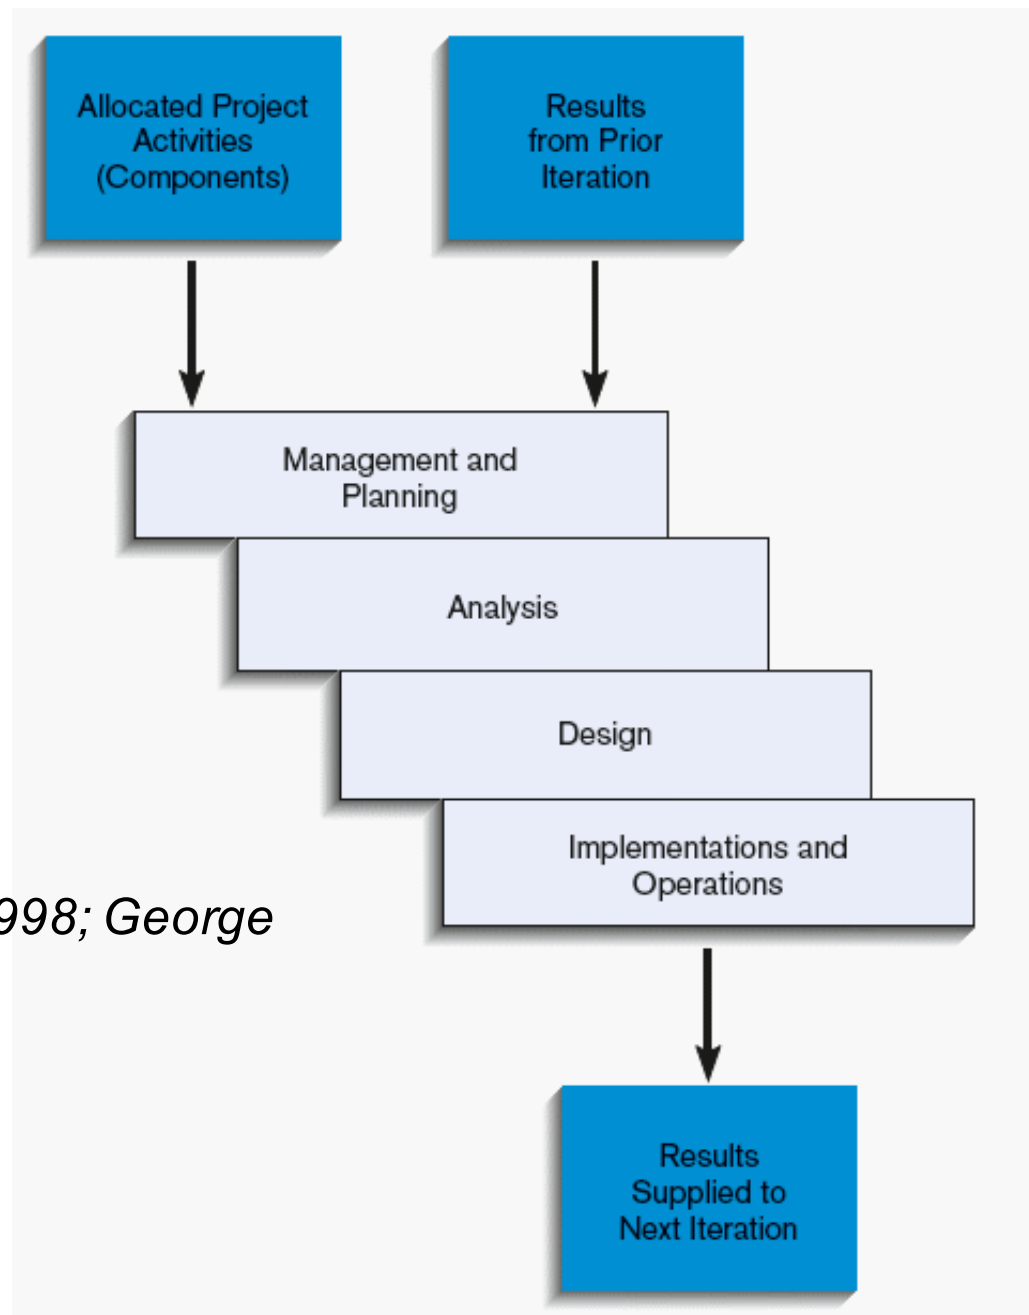 Allocated Project
Activities
(Components)
Results
from Prior
Iteration
Management and
Planning
Analysis
Design
Implementations and
Operations
998; George
Results
Supplied to
Next Iteration